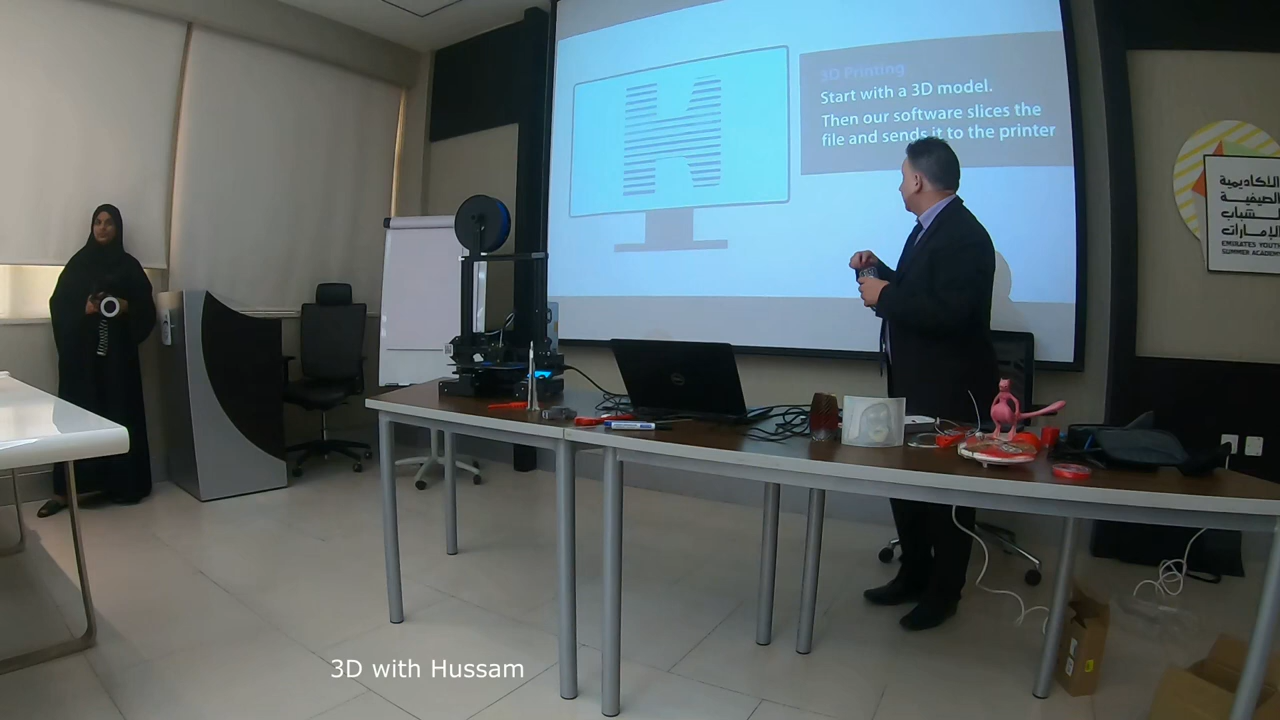 3D Printing
Start with a 3D model.
Then our software slices the
file and sends it to the printer
الأكاديمية
الصيفية
لشباب
الإمارات
EMIRATES YOUTH
SUMMER ACADEMY
3D with Hussam